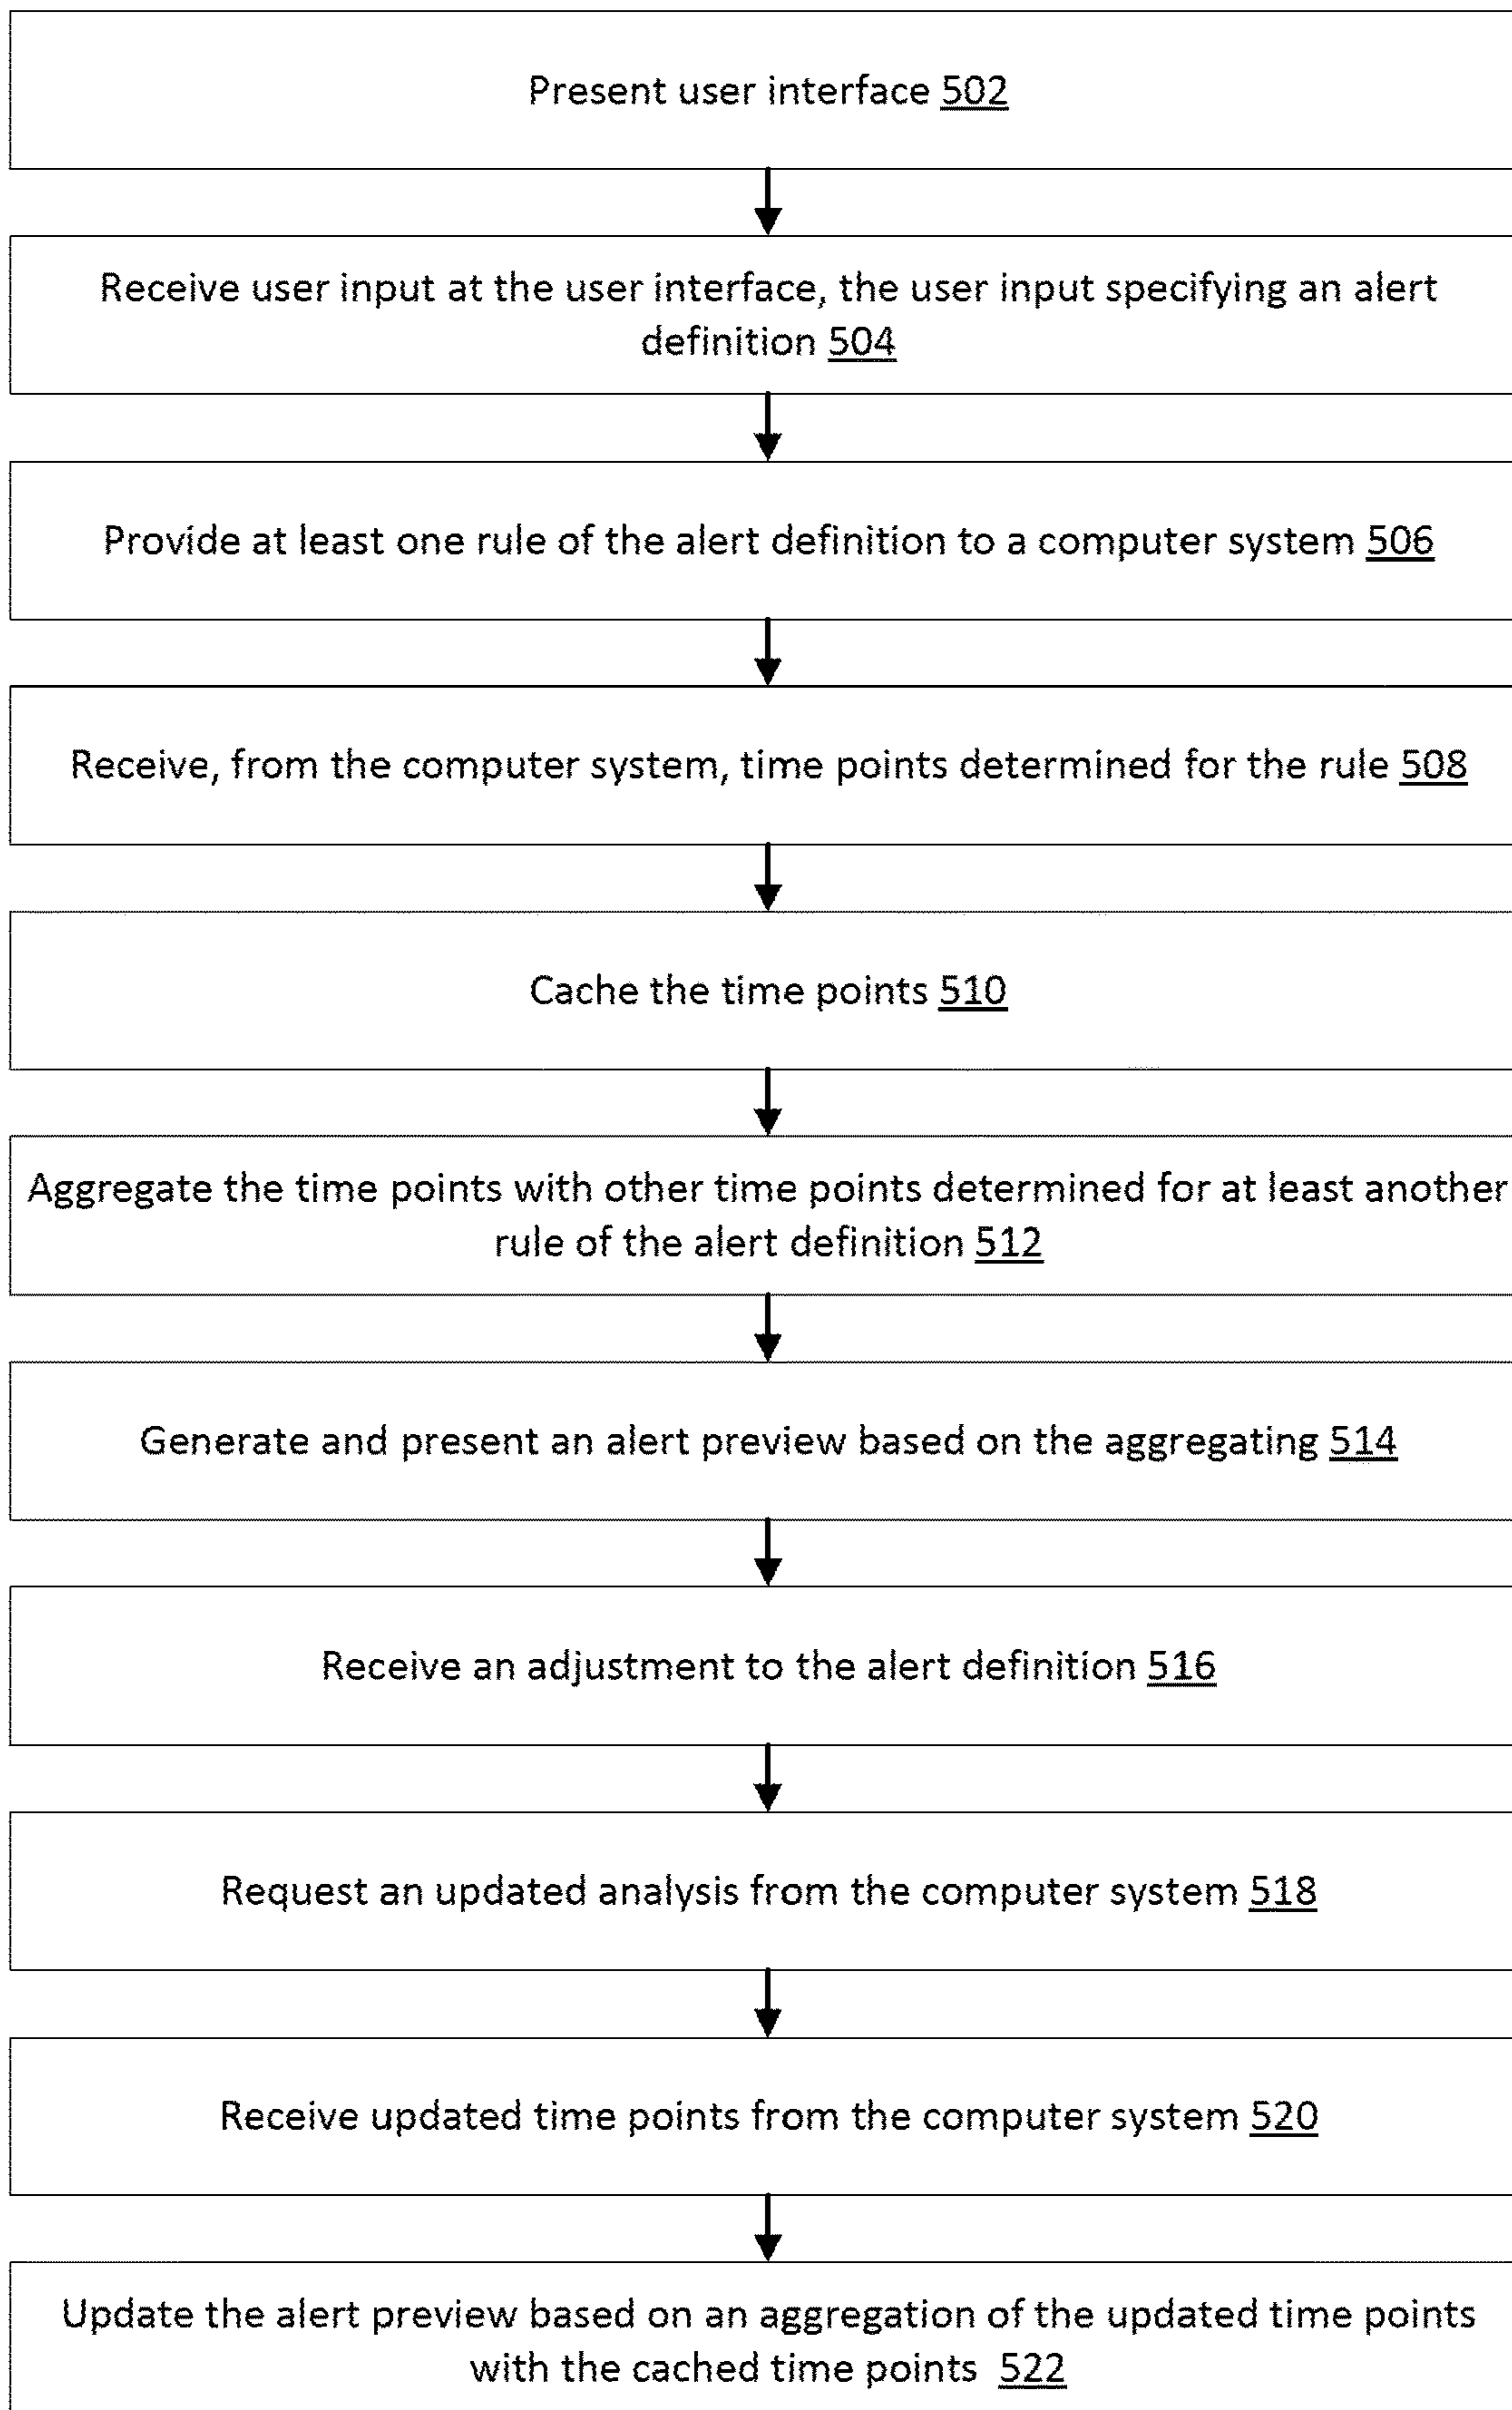 Present user interface 502
Receive user input at the user interface, the user input specifying an alert
definition 504
Provide at least one rule of the alert definition to a computer system 506
Receive, from the computer system, time points determined for the rule 508
Cache the time points 510
Aggregate the time points with other time points determined for at least another
rule of the alert definition 512
Generate and present an alert preview based on the aggregating 514
Receive an adjustment to the alert definition 516
Request an updated analysis from the computer system 518
Receive updated time points from the computer system 520
Update the alert preview based on an aggregation of the updated time points
with the cached time points 522